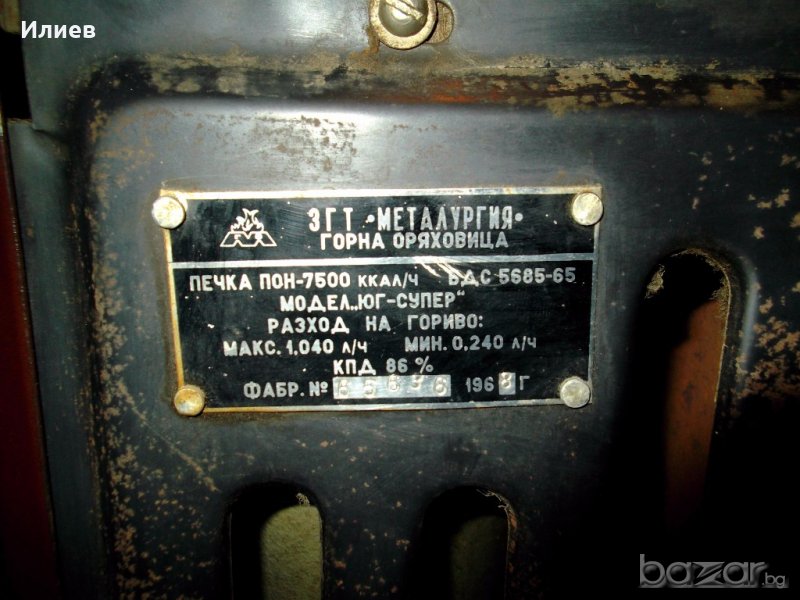 Илиев
ЗГТ •МЕТАЛУРГИЯ•
ГОРНА ОРЯХОВИЦА
ПЕЧКА ПОН-7500 ККАЛ/Ч БДС 5685-65
МОДЕЛ „ЮГ-СУПЕР"
РАЗХОД НА ГОРИВО:
МАКС. 1.040 Л/Ч МИН. 0,240 Л/Ч
КПД 86 %
ФАБР. № 1968 Г
bazar.bg